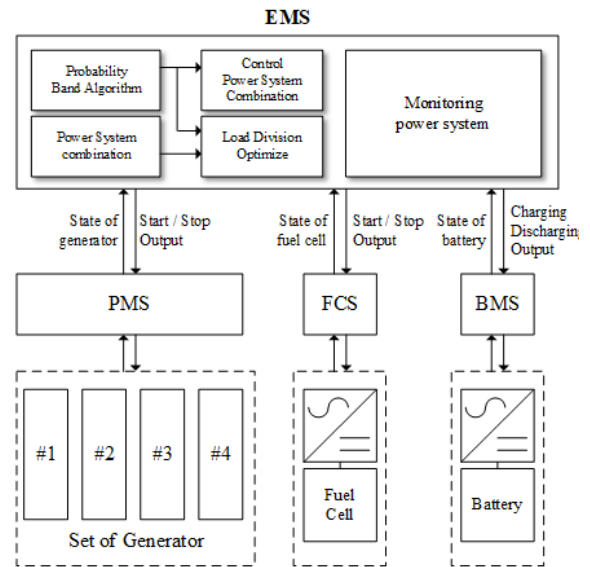 EMS
Probability
Band Algorithm
Control
Power System
Combination
Power System
combination
Load Division
Optimize
Monitoring
power system
State of
generator
Start / Stop
Output
State of
fuel cell
Start / Stop
Output
State of
battery
Charging
Discharging
Output
PMS
FCS
BMS
#1
#2
#3
#4
Set of Generator
Fuel
Cell
Battery